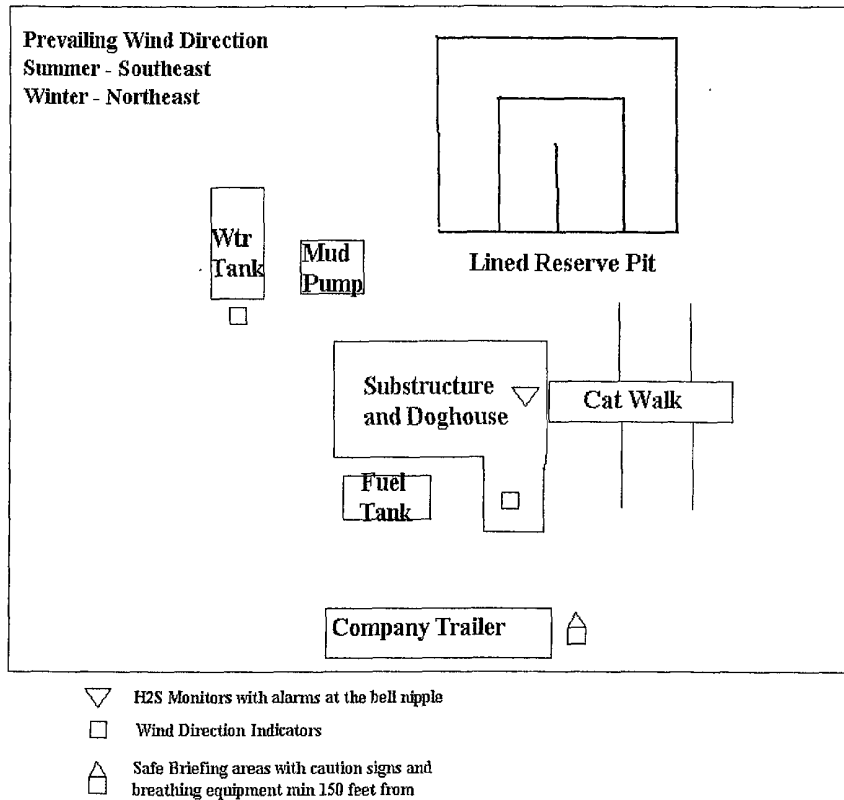 Prevailing Wind Direction
Summer - Southeast
Winter - Northeast
Wtr
Tank
Mud
Pump
Lined Reserve Pit
Substructure
and Doghouse
Cat Walk
Fuel
Tank
Company Trailer
H2S Monitors with alarms at the bell nipple
Wind Direction Indicators
Safe Briefing areas with caution signs and
breathing equipment min 150 feet from